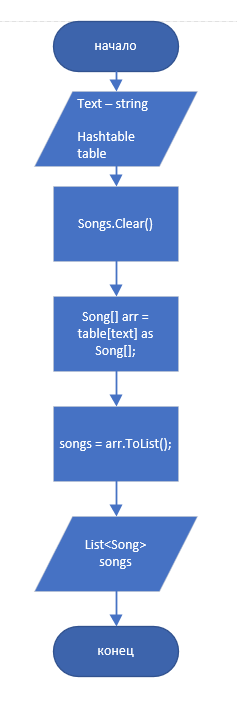 начало
Text – string
Hashtable
table
Songs.Clear()
Song[] arr =
table[text] as
Song[];
songs = arr.ToList();
List<Song>
songs
конец